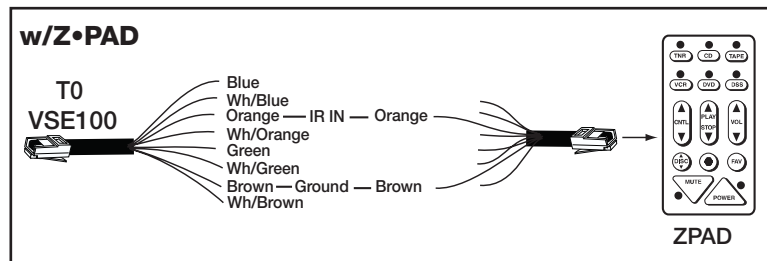 w/Z•PAD
T0
VSE100
Blue
Wh/Blue
Orange — IR IN — Orange
Wh/Orange
Green
Wh/Green
Brown — Ground — Brown
Wh/Brown
TNR CD TAPE
VCR DVD DSS
CNTL PLAY VOL
STOP
DISC FAV
MUTE
POWER
ZPAD